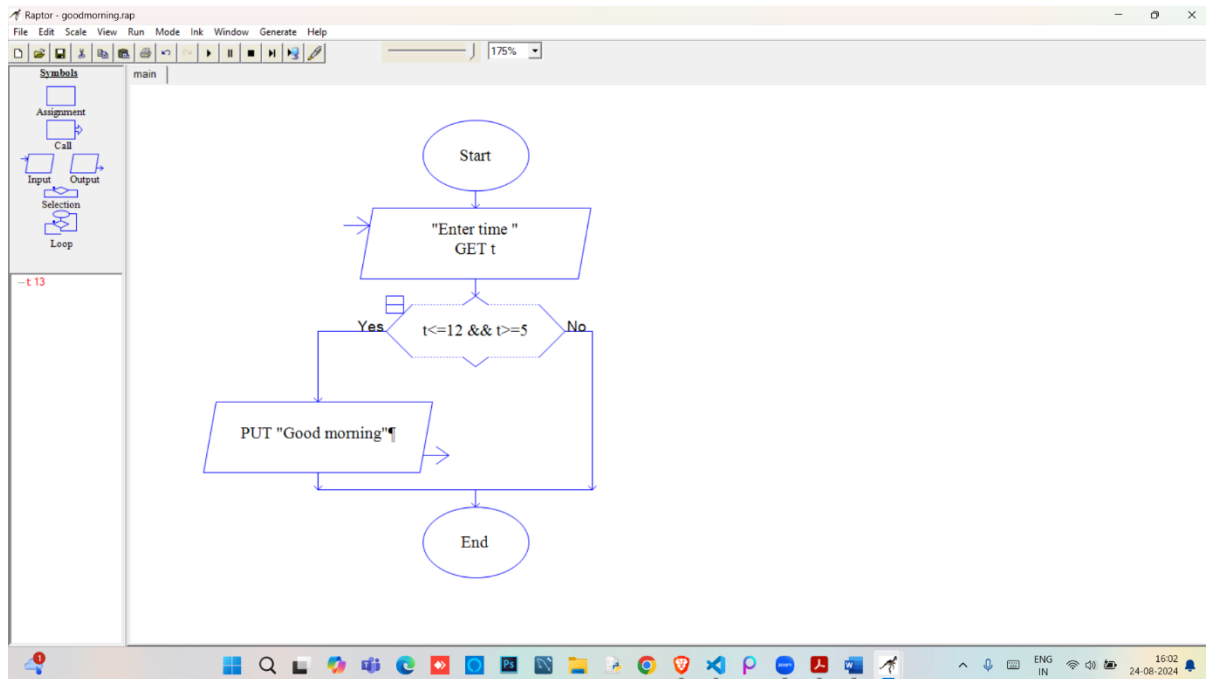 Raptor - goodmorning.rap
File Edit Scale View Run Mode Ink Window Generate Help
175%
Symbols
main
Assignment
Call
Input Output
Selection
Loop
t: 13
Start
"Enter time "
GET t
Yes
t<=12 && t>=5
No
PUT "Good morning"¶
End
1
Ps
ENG
IN
16:02
24-08-2024